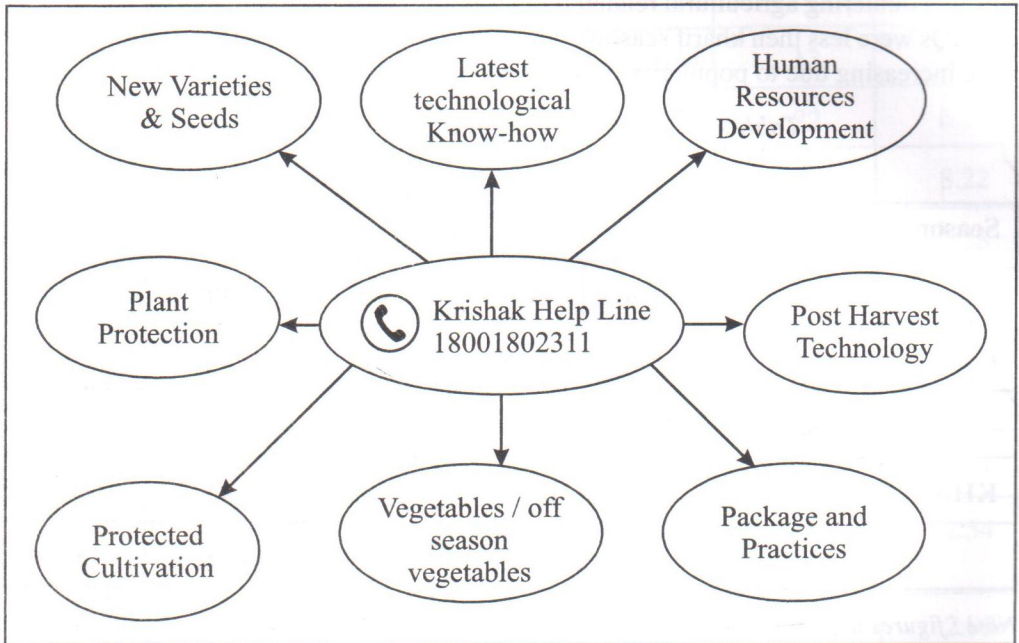 New Varieties
& Seeds
Latest
technological
Know-how
Human
Resources
Development
Plant
Protection
Krishak Help Line
18001802311
Post Harvest
Technology
Protected
Cultivation
Vegetables / off
season
vegetables
Package and
Practices